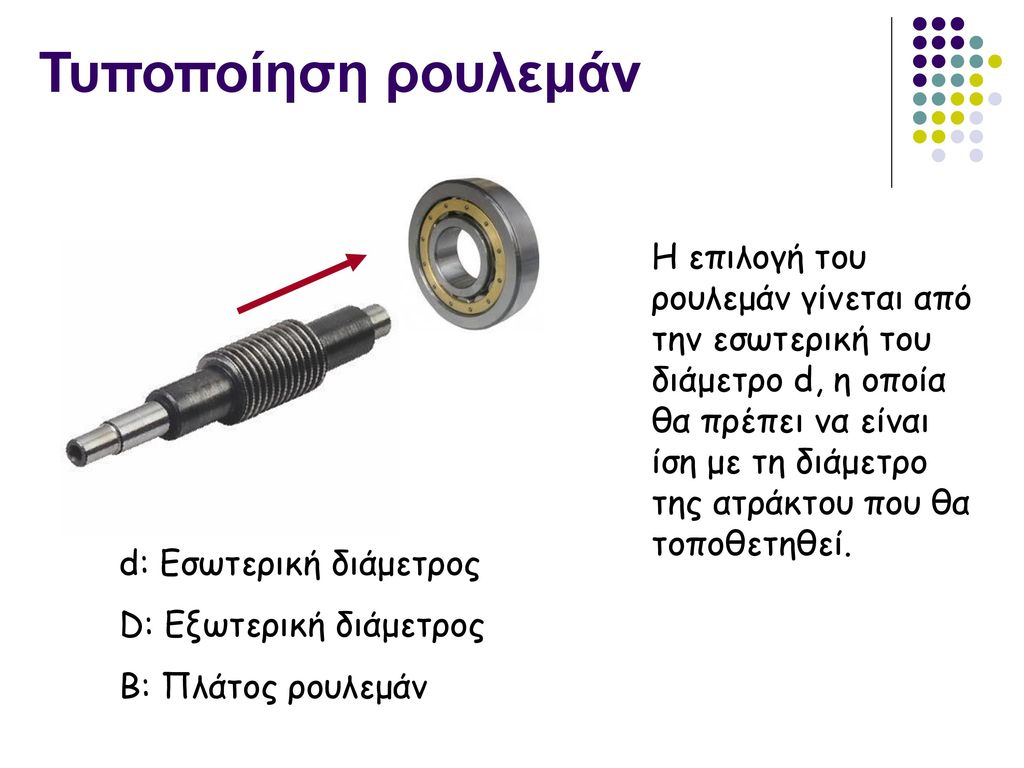 Τυποποίηση ρουλεμάν
Η επιλογή του
ρουλεμάν γίνεται από
την εσωτερική του
διάμετρο d, η οποία
θα πρέπει να είναι
ίση με τη διάμετρο
της ατράκτου που θα
τοποθετηθεί.
d: Εσωτερική διάμετρος
D: Εξωτερική διάμετρος
B: Πλάτος ρουλεμάν